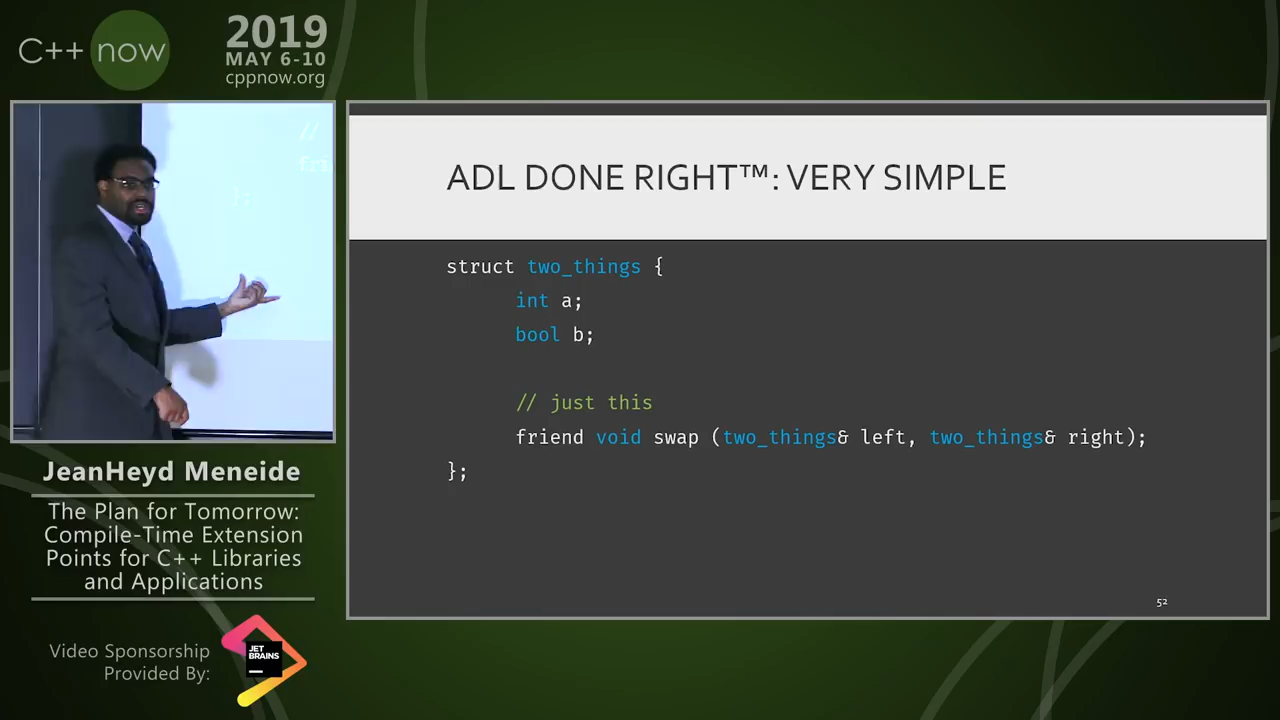 C++ now
2019
MAY 6-10
cppnow.org
//
fri
};
JeanHeyd Meneide
The Plan for Tomorrow:
Compile-Time Extension
Points for C++ Libraries
and Applications
Video Sponsorship
Provided By:
JET
BRAINS
ADL DONE RIGHT™: VERY SIMPLE
struct two_things {
int a;
bool b;
// just this
friend void swap (two_things& left, two_things& right);
};
52